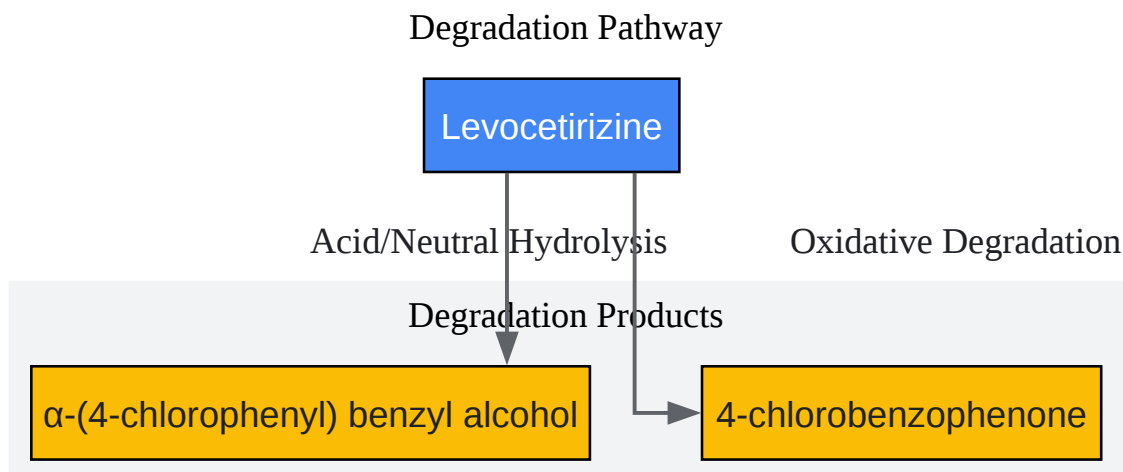 Degradation Pathway
Levocetirizine
Acid/Neutral Hydrolysis
Oxidative Degradation
Degradation Products
α-(4-chlorophenyl) benzyl alcohol
4-chlorobenzophenone